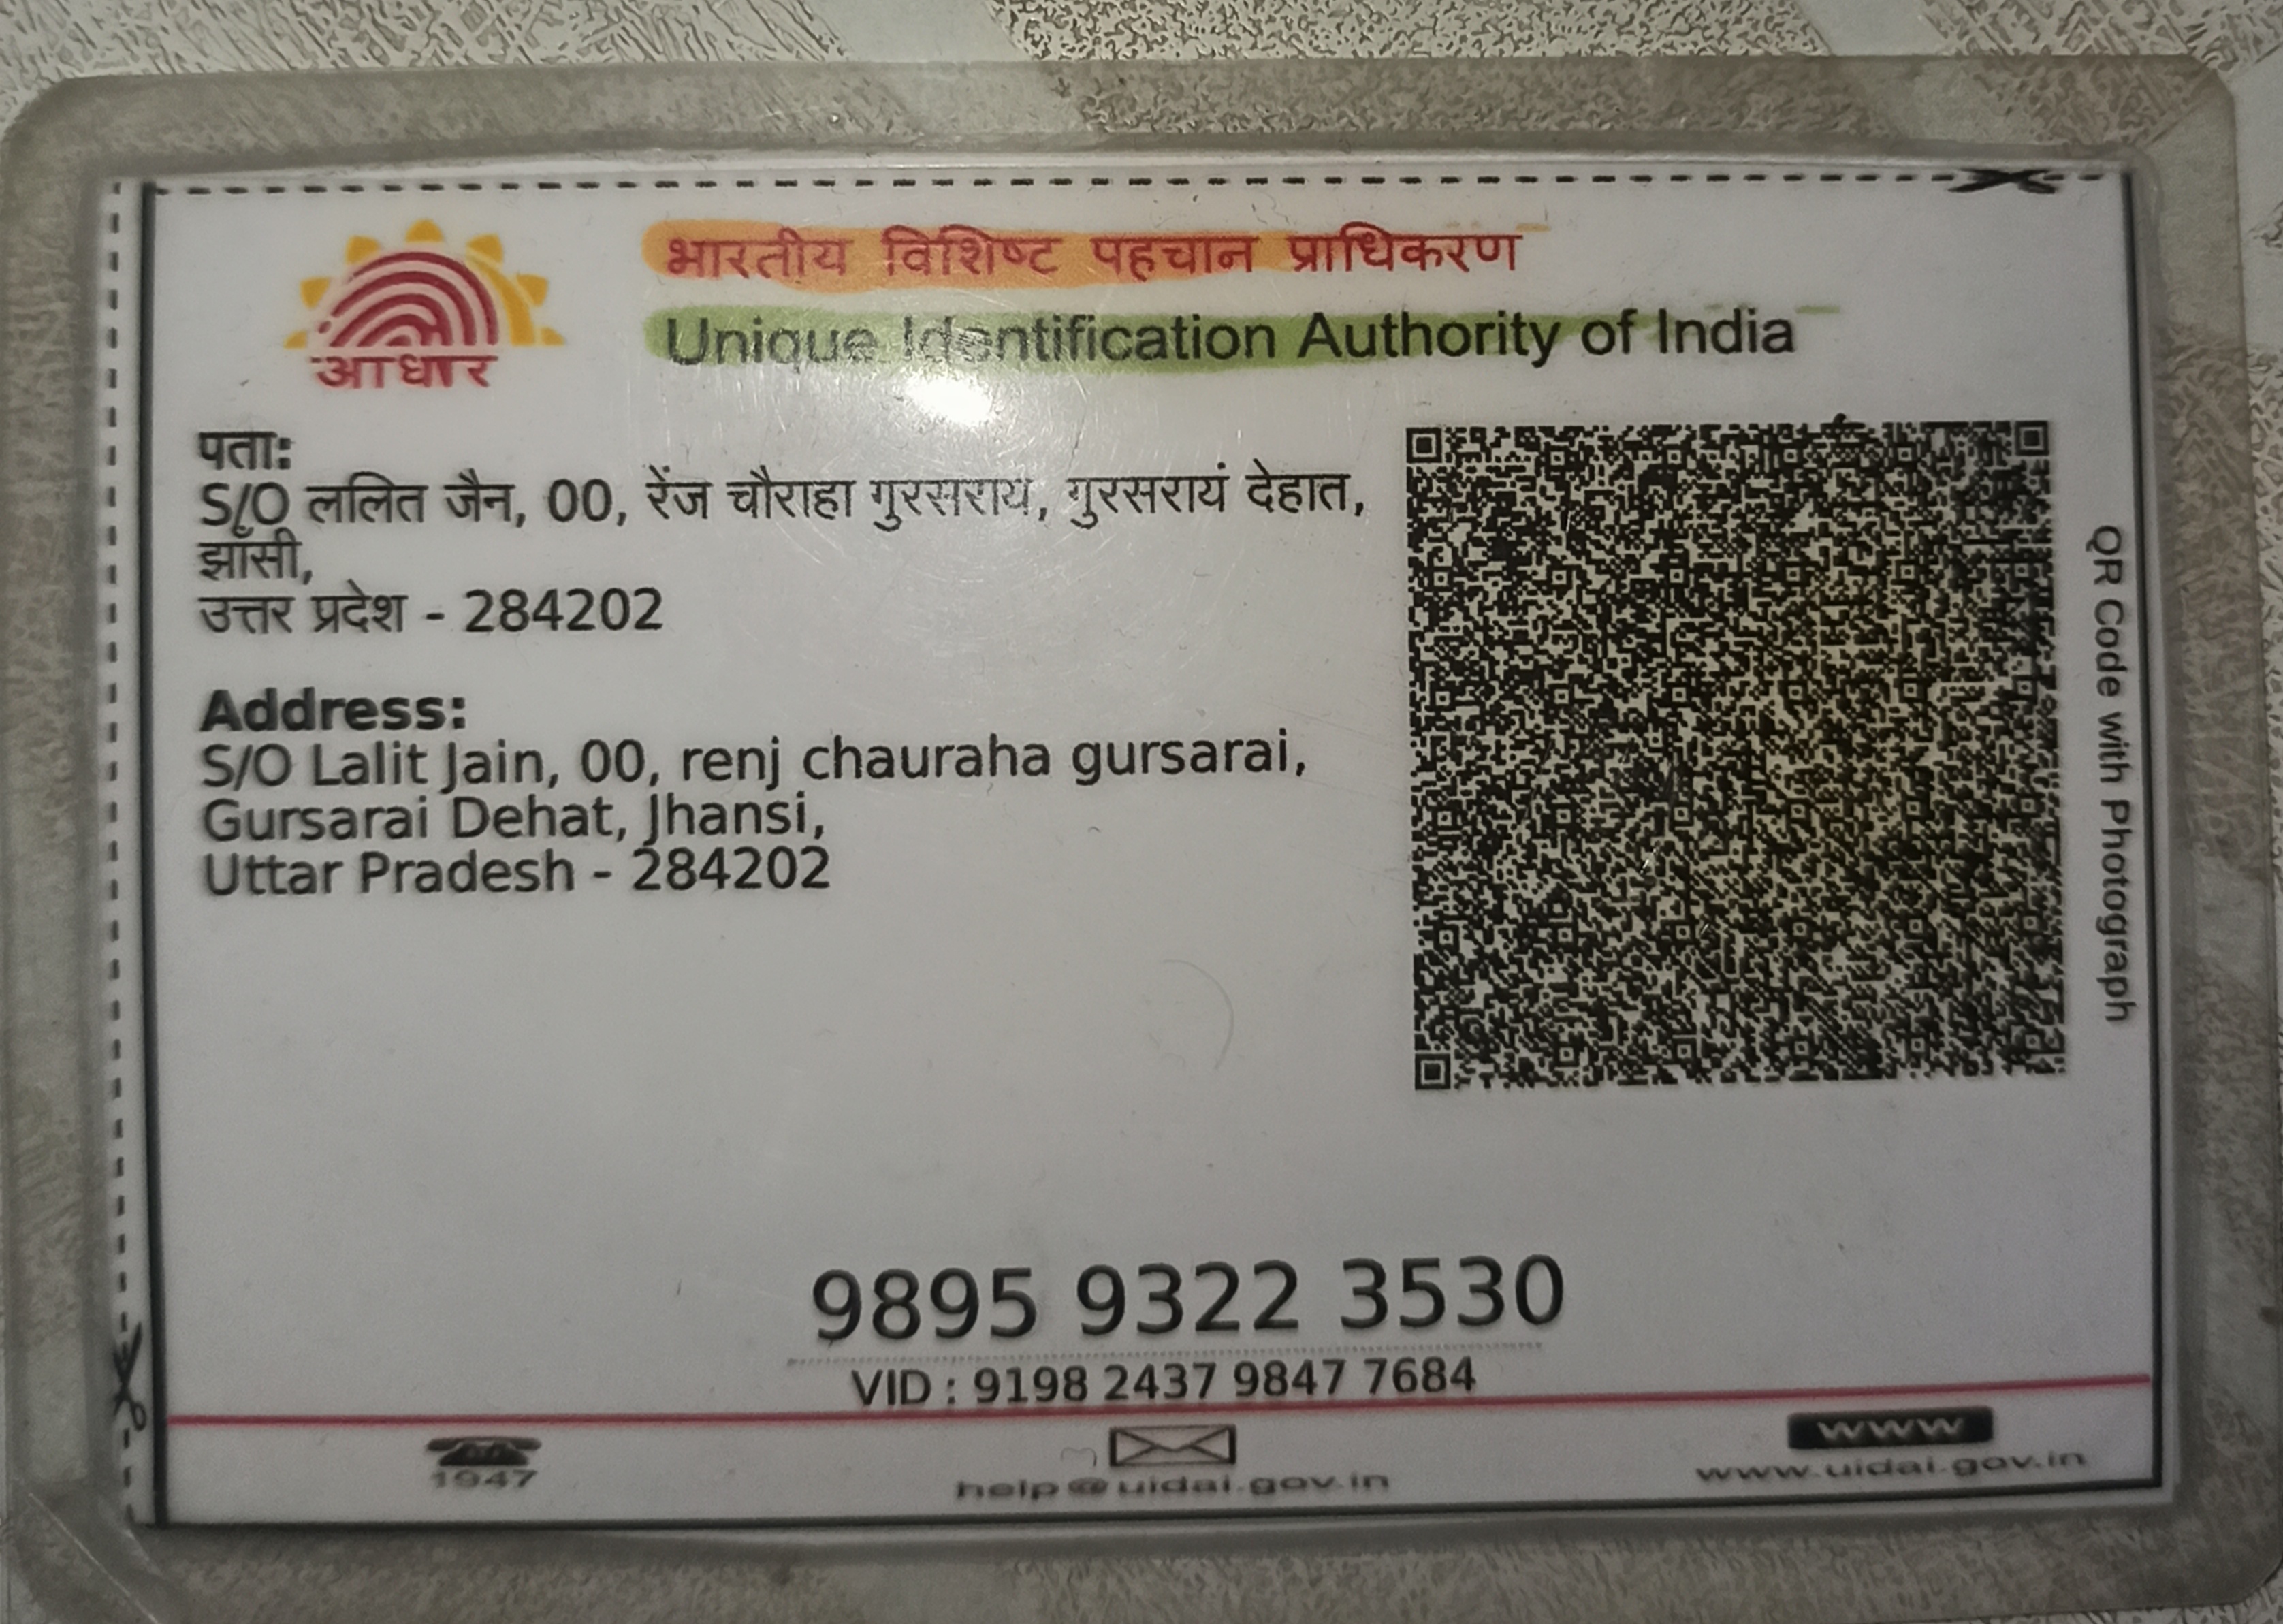 आधार
भारतीय विशिष्ट पहचान प्राधिकरण
Unique Identification Authority of India
पता:
S/O ललित जैन, 00, रेंज चौराहा गुरसराय, गुरसरायं देहात,
झाँसी,
उत्तर प्रदेश - 284202
Address:
S/O Lalit Jain, 00, renj chauraha gursarai,
Gursarai Dehat, Jhansi,
Uttar Pradesh - 284202
QR Code with Photograph
9895 9322 3530
VID : 9198 2437 9847 7684
1947
help@uidai.gov.in
www
www.uidai.gov.in